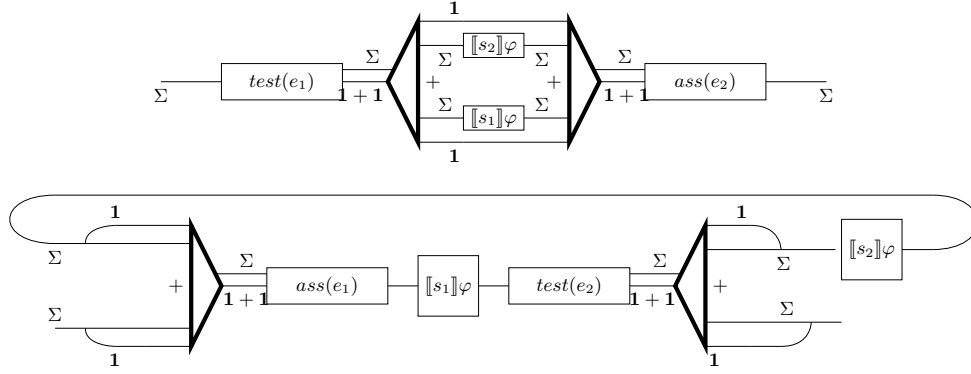 1
Σ ⟦s₂⟧φ Σ
Σ test(e₁) Σ 1 + 1 + + Σ 1 + 1 ass(e₂) Σ
Σ ⟦s₁⟧φ Σ
1
1 1
Σ Σ ⟦s₂⟧φ
+ Σ 1 + 1 ass(e₁) ⟦s₁⟧φ test(e₂) Σ 1 + 1 +
Σ Σ
1 1